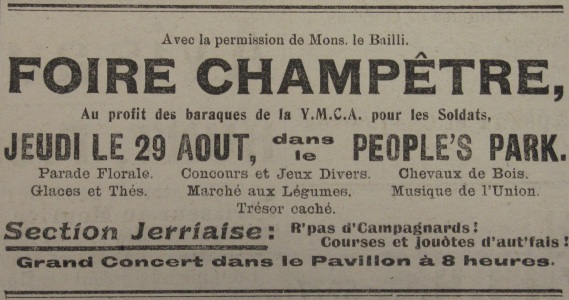 Avec la permission de Mons. le Bailli.
FOIRE CHAMPÊTRE,
Au profit des baraques de la Y.M.C.A. pour les Soldats,
JEUDI LE 29 AOUT, dans le PEOPLE'S PARK.
Parade Florale. Concours et Jeux Divers. Chevaux de Bois.
Glaces et Thés. Marché aux Légumes. Musique de l'Union.
Trésor caché.
Section Jerriaise: R'pas d'Campagnards!
Courses et jouòtes d'aut'fais!
Grand Concert dans le Pavillon à 8 heures.